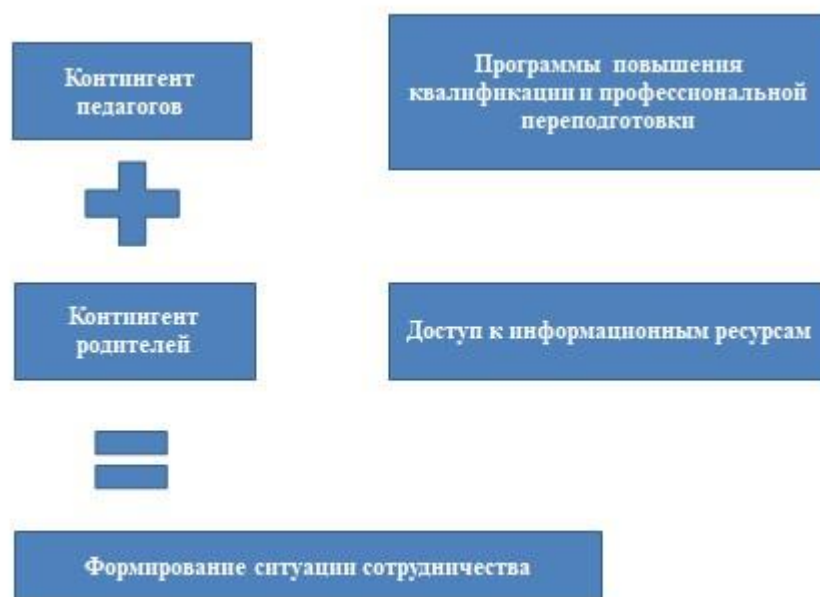 Контингент
педагогов
Программы повышения
квалификации и профессиональной
переподготовки
Контингент
родителей
Доступ к информационным ресурсам
Формирование ситуации сотрудничества